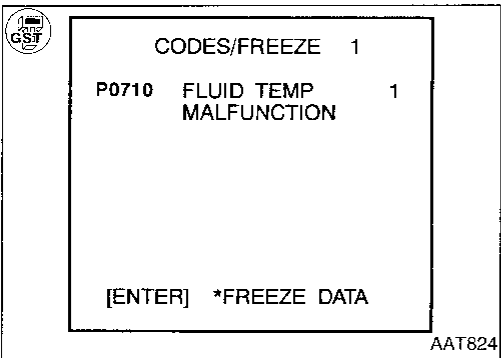 GST
CODES/FREEZE 1
P0710 FLUID TEMP 1
MALFUNCTION
[ENTER] *FREEZE DATA
AAT824